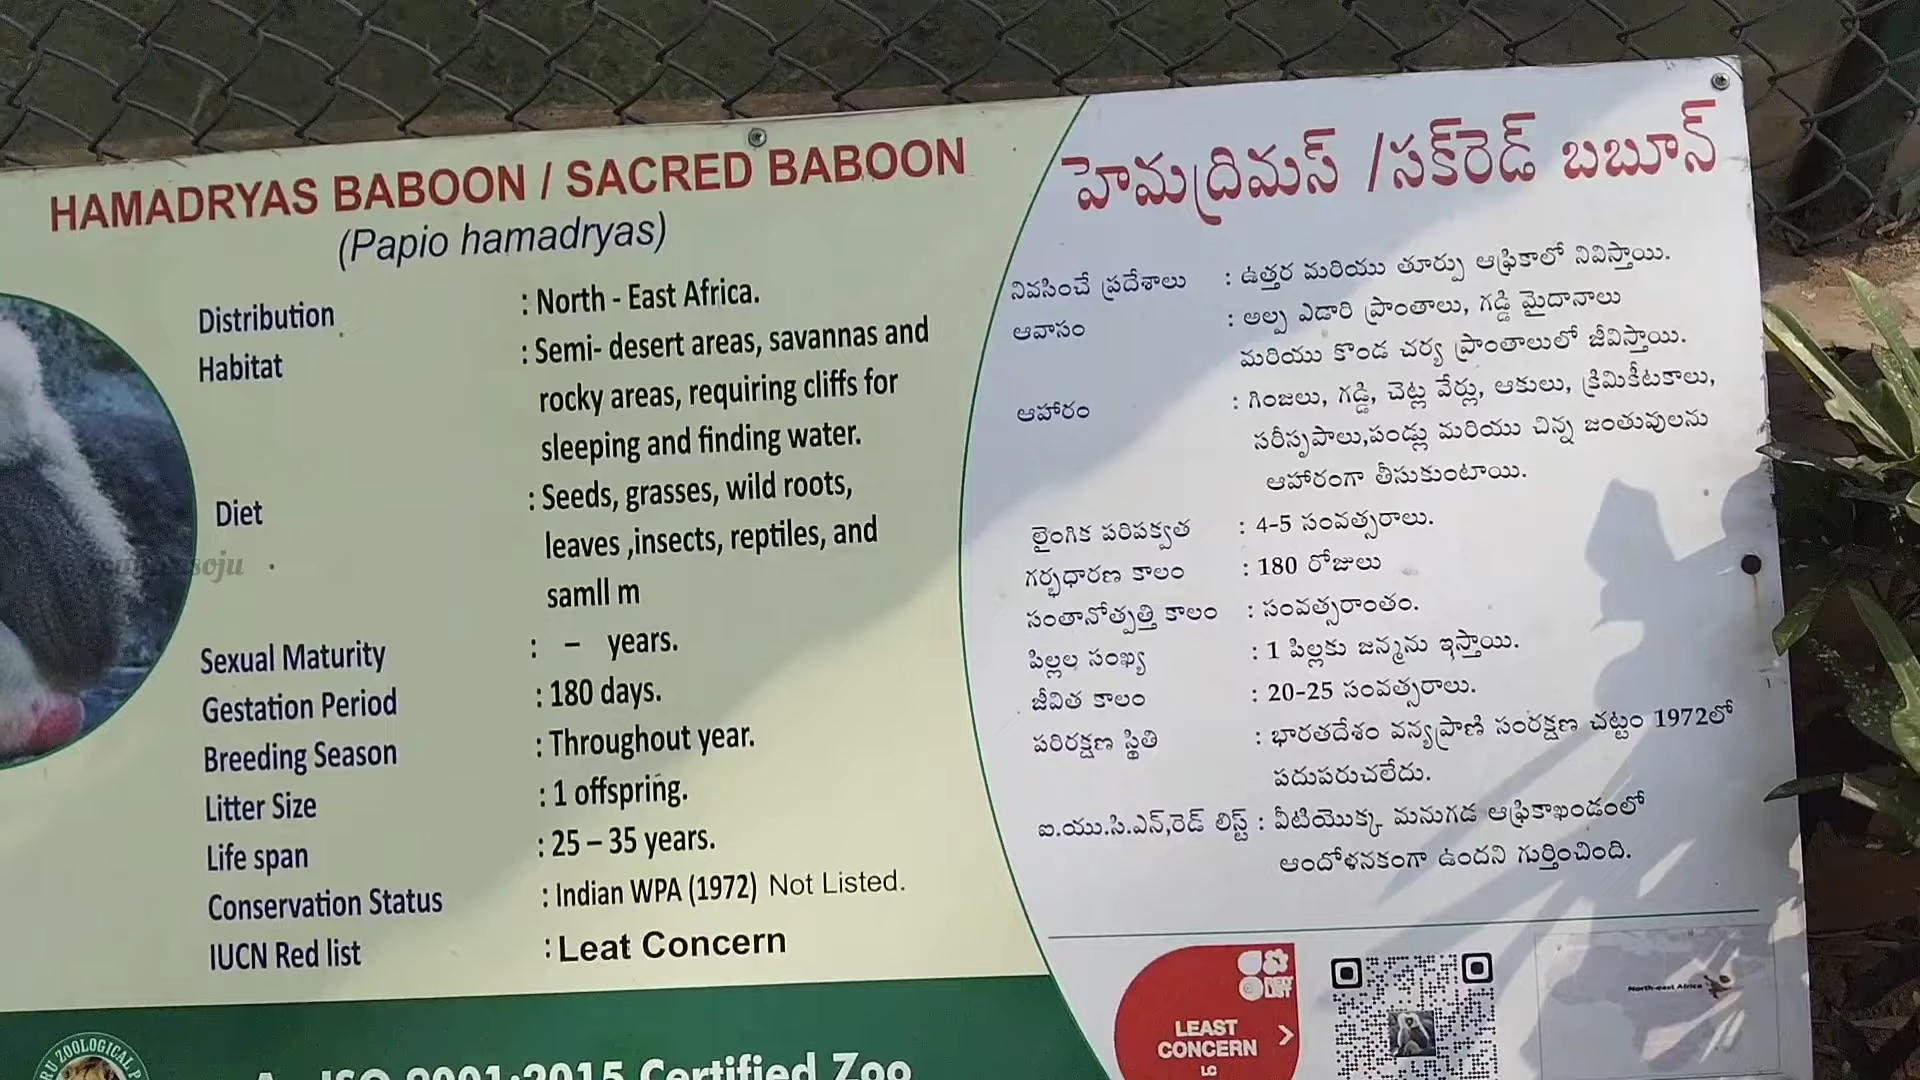 HAMADRYAS BABOON / SACRED BABOON
(Papio hamadryas)
Distribution : North - East Africa.
Habitat : Semi- desert areas, savannas and
rocky areas, requiring cliffs for
sleeping and finding water.
Diet : Seeds, grasses, wild roots,
leaves ,insects, reptiles, and
samll m
Sexual Maturity : – years.
Gestation Period : 180 days.
Breeding Season : Throughout year.
Litter Size : 1 offspring.
Life span : 25 – 35 years.
Conservation Status : Indian WPA (1972) Not Listed.
IUCN Red list : Leat Concern
soju
ISO 9001:2015 Certified Zoo
హెమద్రిమస్ /సక్‌రెడ్ బబూన్
నివసించే ప్రదేశాలు : ఉత్తర మరియు తూర్పు ఆఫ్రికాలో నివిస్తాయి.
ఆవాసం : అల్ప ఎడారి ప్రాంతాలు, గడ్డి మైదానాలు
మరియు కొండ చర్య ప్రాంతాలులో జీవిస్తాయి.
ఆహారం : గింజలు, గడ్డి, చెట్ల వేర్లు, ఆకులు, క్రిమికీటకాలు,
సరీసృపాలు,పండ్లు మరియు చిన్న జంతువులను
ఆహారంగా తీసుకుంటాయి.
లైంగిక పరిపక్వత : 4-5 సంవత్సరాలు.
గర్భధారణ కాలం : 180 రోజులు
సంతానోత్పత్తి కాలం : సంవత్సరాంతం.
పిల్లల సంఖ్య : 1 పిల్లకు జన్మను ఇస్తాయి.
జీవిత కాలం : 20-25 సంవత్సరాలు.
పరిరక్షణ స్థితి : భారతదేశం వన్యప్రాణి సంరక్షణ చట్టం 1972లో
పదుపరుచలేదు.
ఐ.యు.సి.ఎన్,రెడ్ లిస్ట్ : వీటియొక్క మనుగడ ఆఫ్రికాఖండంలో
ఆందోళనకంగా ఉందని గుర్తించింది.
LEAST
CONCERN
LC
North-east Africa